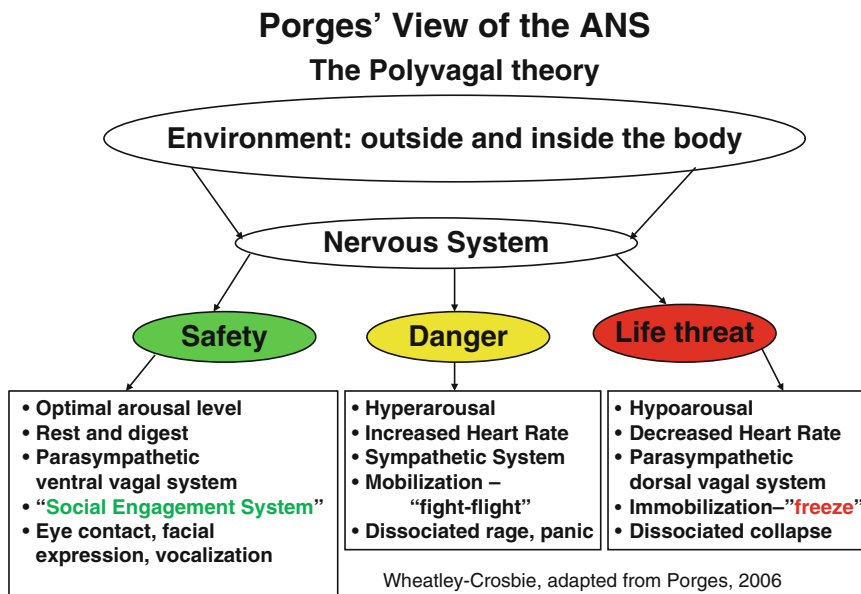 Porges’ View of the ANS
The Polyvagal theory
Environment: outside and inside the body
Nervous System
Safety
Danger
Life threat
• Optimal arousal level
• Rest and digest
• Parasympathetic
ventral vagal system
• “Social Engagement System”
• Eye contact, facial
expression, vocalization
• Hyperarousal
• Increased Heart Rate
• Sympathetic System
• Mobilization –
“fight-flight”
• Dissociated rage, panic
• Hypoarousal
• Decreased Heart Rate
• Parasympathetic
dorsal vagal system
• Immobilization–”freeze”
• Dissociated collapse
Wheatley-Crosbie, adapted from Porges, 2006